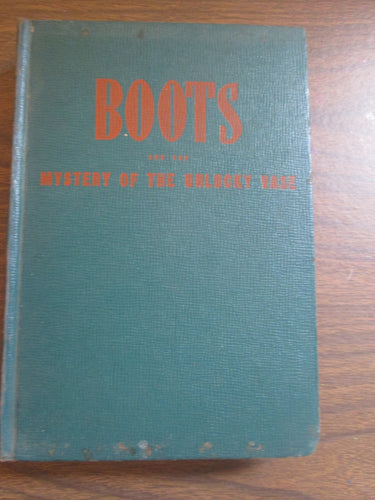 BOOTS
AND THE
MYSTERY OF THE UNLUCKY VASE